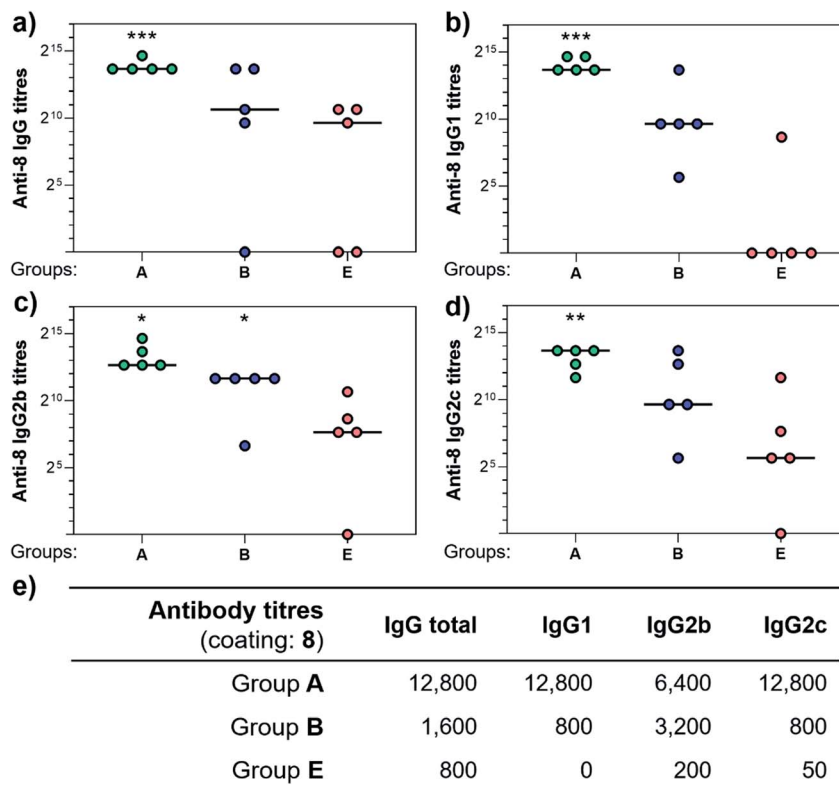 a)
***
Anti-8 IgG titres
2¹⁵
2¹⁰
2⁵
Groups: A B E
b)
***
Anti-8 IgG1 titres
2¹⁵
2¹⁰
2⁵
A B E
c)
* *
Anti-8 IgG2b titres
2¹⁵
2¹⁰
2⁵
Groups: A B E
d)
**
Anti-8 IgG2c titres
2¹⁵
2¹⁰
2⁵
Groups: A B E
e)
Antibody titres IgG total IgG1 IgG2b IgG2c
(coating: 8)
Group A 12,800 12,800 6,400 12,800
Group B 1,600 800 3,200 800
Group E 800 0 200 50